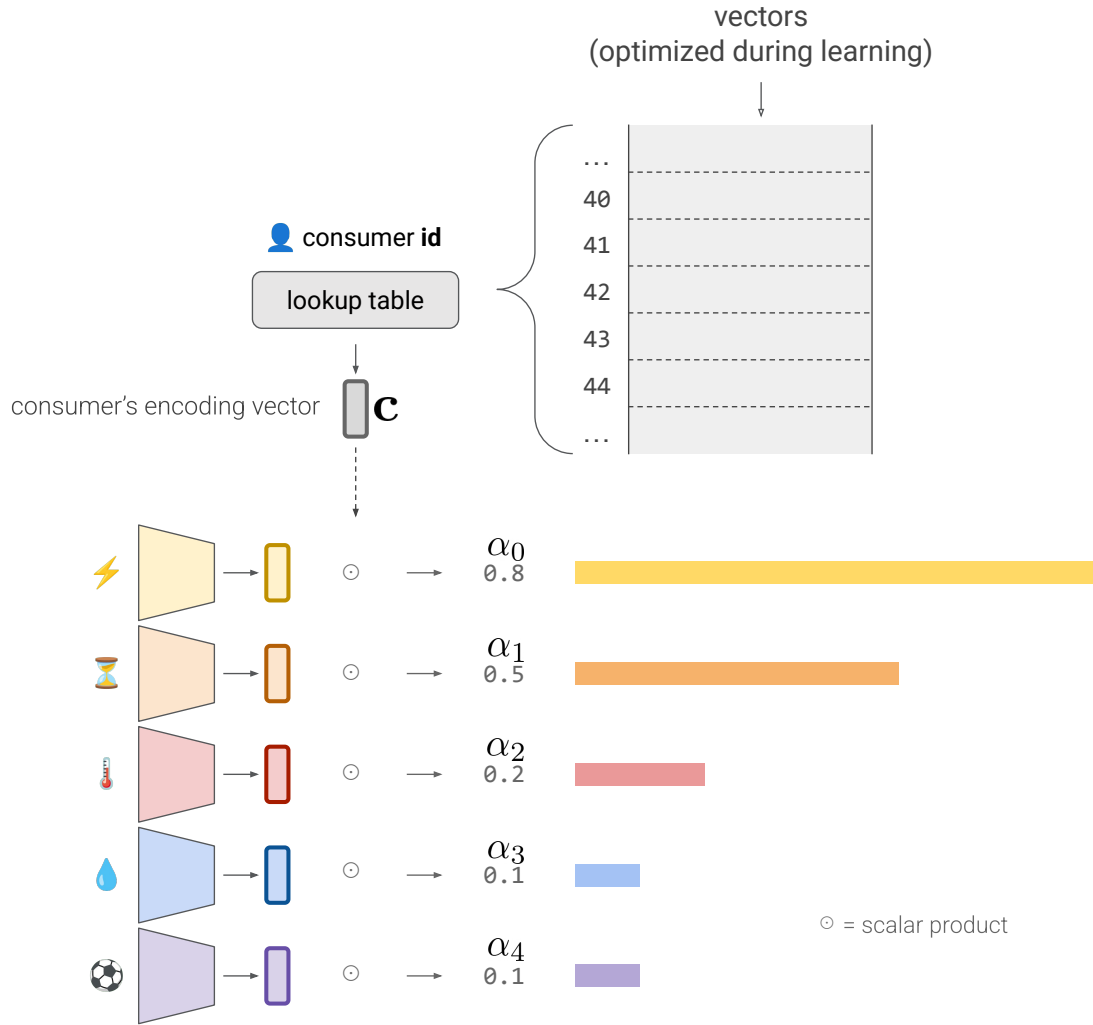 vectors
(optimized during learning)
...
40
👤 consumer id
41
lookup table
42
43
44
consumer's encoding vector
c
...
α0
0.8
α1
0.5
α2
0.2
α3
0.1
⊙ = scalar product
α4
0.1